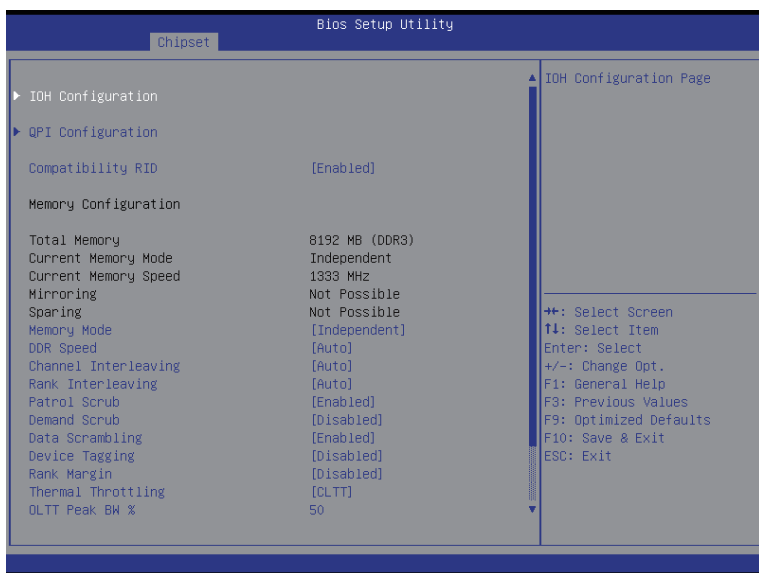 Bios Setup Utility
Chipset
IOH Configuration
QPI Configuration
Compatibility RID [Enabled]
Memory Configuration
Total Memory 8192 MB (DDR3)
Current Memory Mode Independent
Current Memory Speed 1333 MHz
Mirroring Not Possible
Sparing Not Possible
Memory Mode [Independent]
DDR Speed [Auto]
Channel Interleaving [Auto]
Rank Interleaving [Auto]
Patrol Scrub [Enabled]
Demand Scrub [Disabled]
Data Scrambling [Enabled]
Device Tagging [Disabled]
Rank Margin [Disabled]
Thermal Throttling [CLTT]
OLTT Peak BW % 50
IOH Configuration Page
→←: Select Screen
↑↓: Select Item
Enter: Select
+/-: Change Opt.
F1: General Help
F3: Previous Values
F9: Optimized Defaults
F10: Save & Exit
ESC: Exit